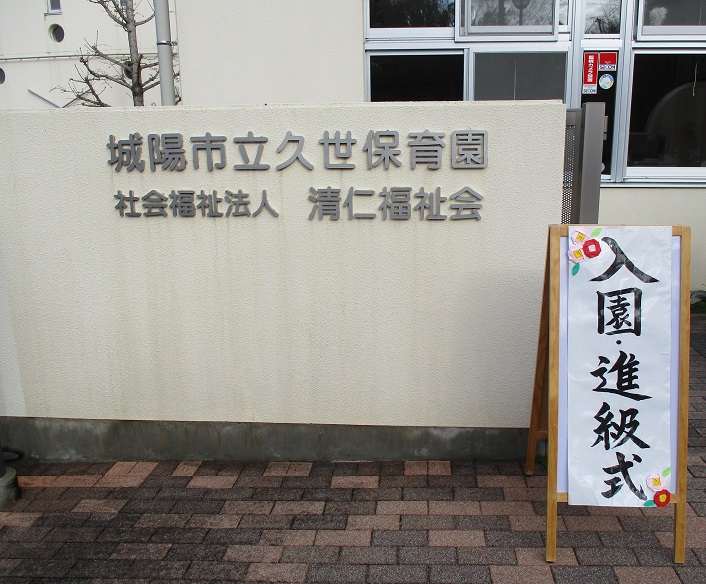 城陽市立久世保育園
社会福祉法人　清仁福祉会
入園・進級式